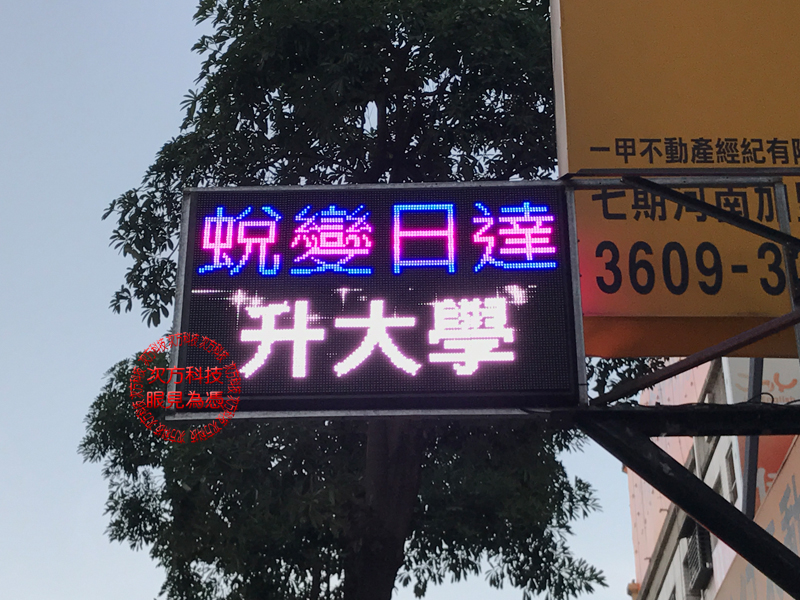 蛻變日達
升大學
次方科技
眼見為憑
一甲不動產經紀有
七期河南加
3609-3